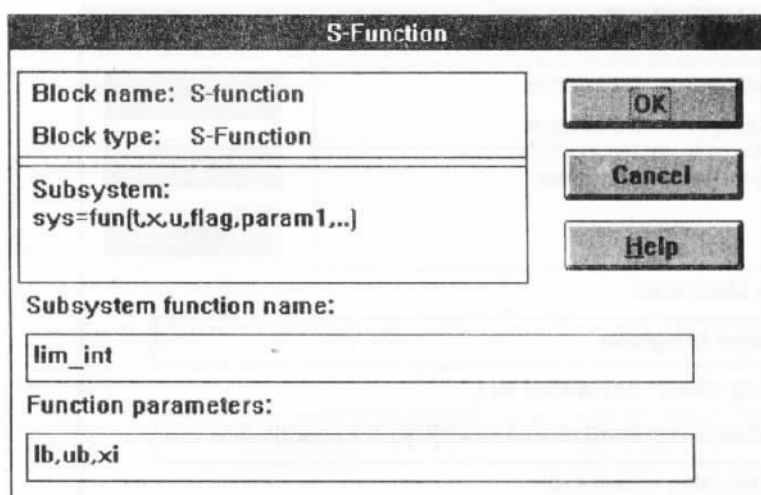 S-Function
Block name: S-function
Block type: S-Function
OK
Cancel
Help
Subsystem:
sys=fun(t,x,u,flag,param1,..)
Subsystem function name:
lim_int
Function parameters:
lb,ub,xi